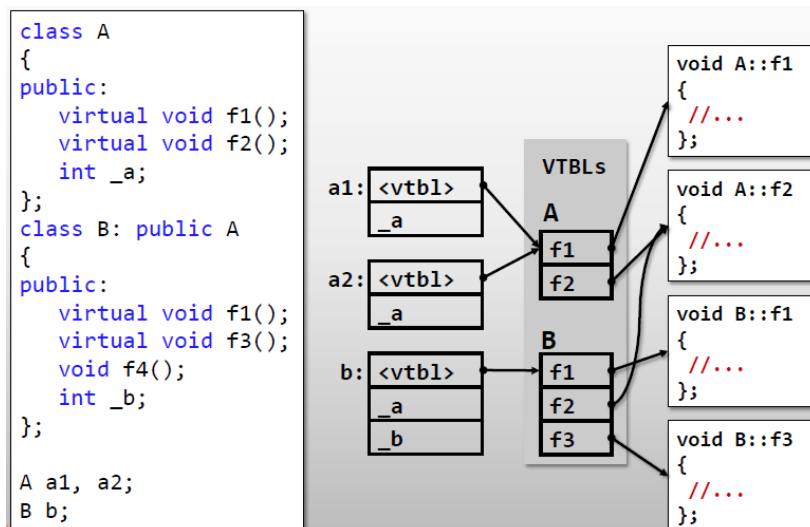 class A
{
public:
virtual void f1();
virtual void f2();
int _a;
};
class B: public A
{
public:
virtual void f1();
virtual void f3();
void f4();
int _b;
};
A a1, a2;
B b;
a1: <vtbl>
_a
a2: <vtbl>
_a
b: <vtbl>
_a
_b
VTBLs
A
f1
f2
B
f1
f2
f3
void A::f1
{
//...
};
void A::f2
{
//...
};
void B::f1
{
//...
};
void B::f3
{
//...
};